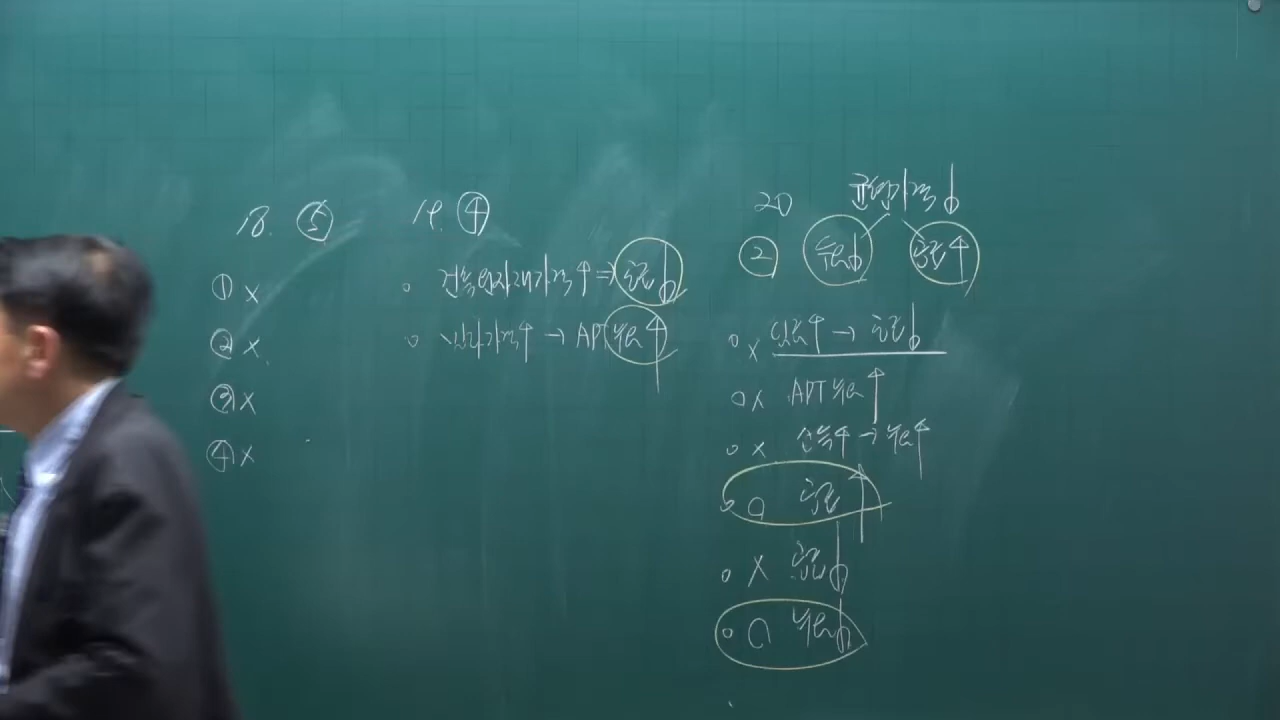 18. ⑤
① ×
② ×
③ ×
④ ×
19. ④
○ 건축원자재가격↑ ⇒ 공급↓
○ 가격↑ → APT 수요↑
20 균형가격↓
② 수요↓ 공급↑
○ × 임금↑ → 공급↓
○ × APT 수요↑
○ × 소득↑ → 수요↑
○ ○ 공급↑
○ × 공급↓
○ ○ 수요↓